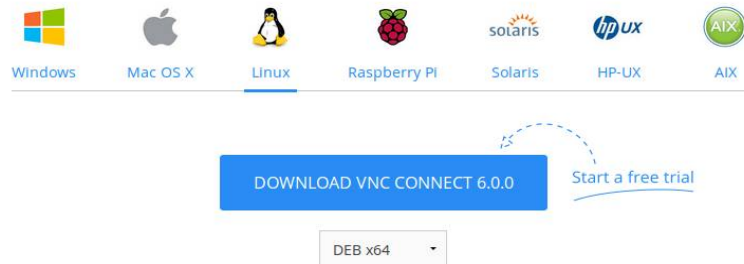 solaris hp UX AIX
Windows Mac OS X Linux Raspberry Pi Solaris HP-UX AIX
DOWNLOAD VNC CONNECT 6.0.0 Start a free trial
DEB x64